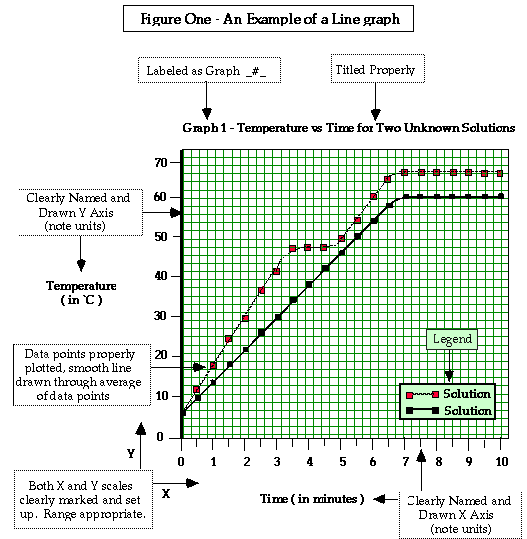 Figure One - An Example of a Line graph
Labeled as Graph _#_
Titled Properly
Graph 1 - Temperature vs Time for Two Unknown Solutions
70
60
50
40
30
20
10
0
Clearly Named and
Drawn Y Axis
(note units)
Temperature
( in °C )
Data points properly
plotted, smooth line
drawn through average
of data points
Legend
Solution
Solution
0 1 2 3 4 5 6 7 8 9 10
Y
X
Both X and Y scales
clearly marked and set
up. Range appropriate.
Time ( in minutes )
Clearly Named and
Drawn X Axis
(note units)